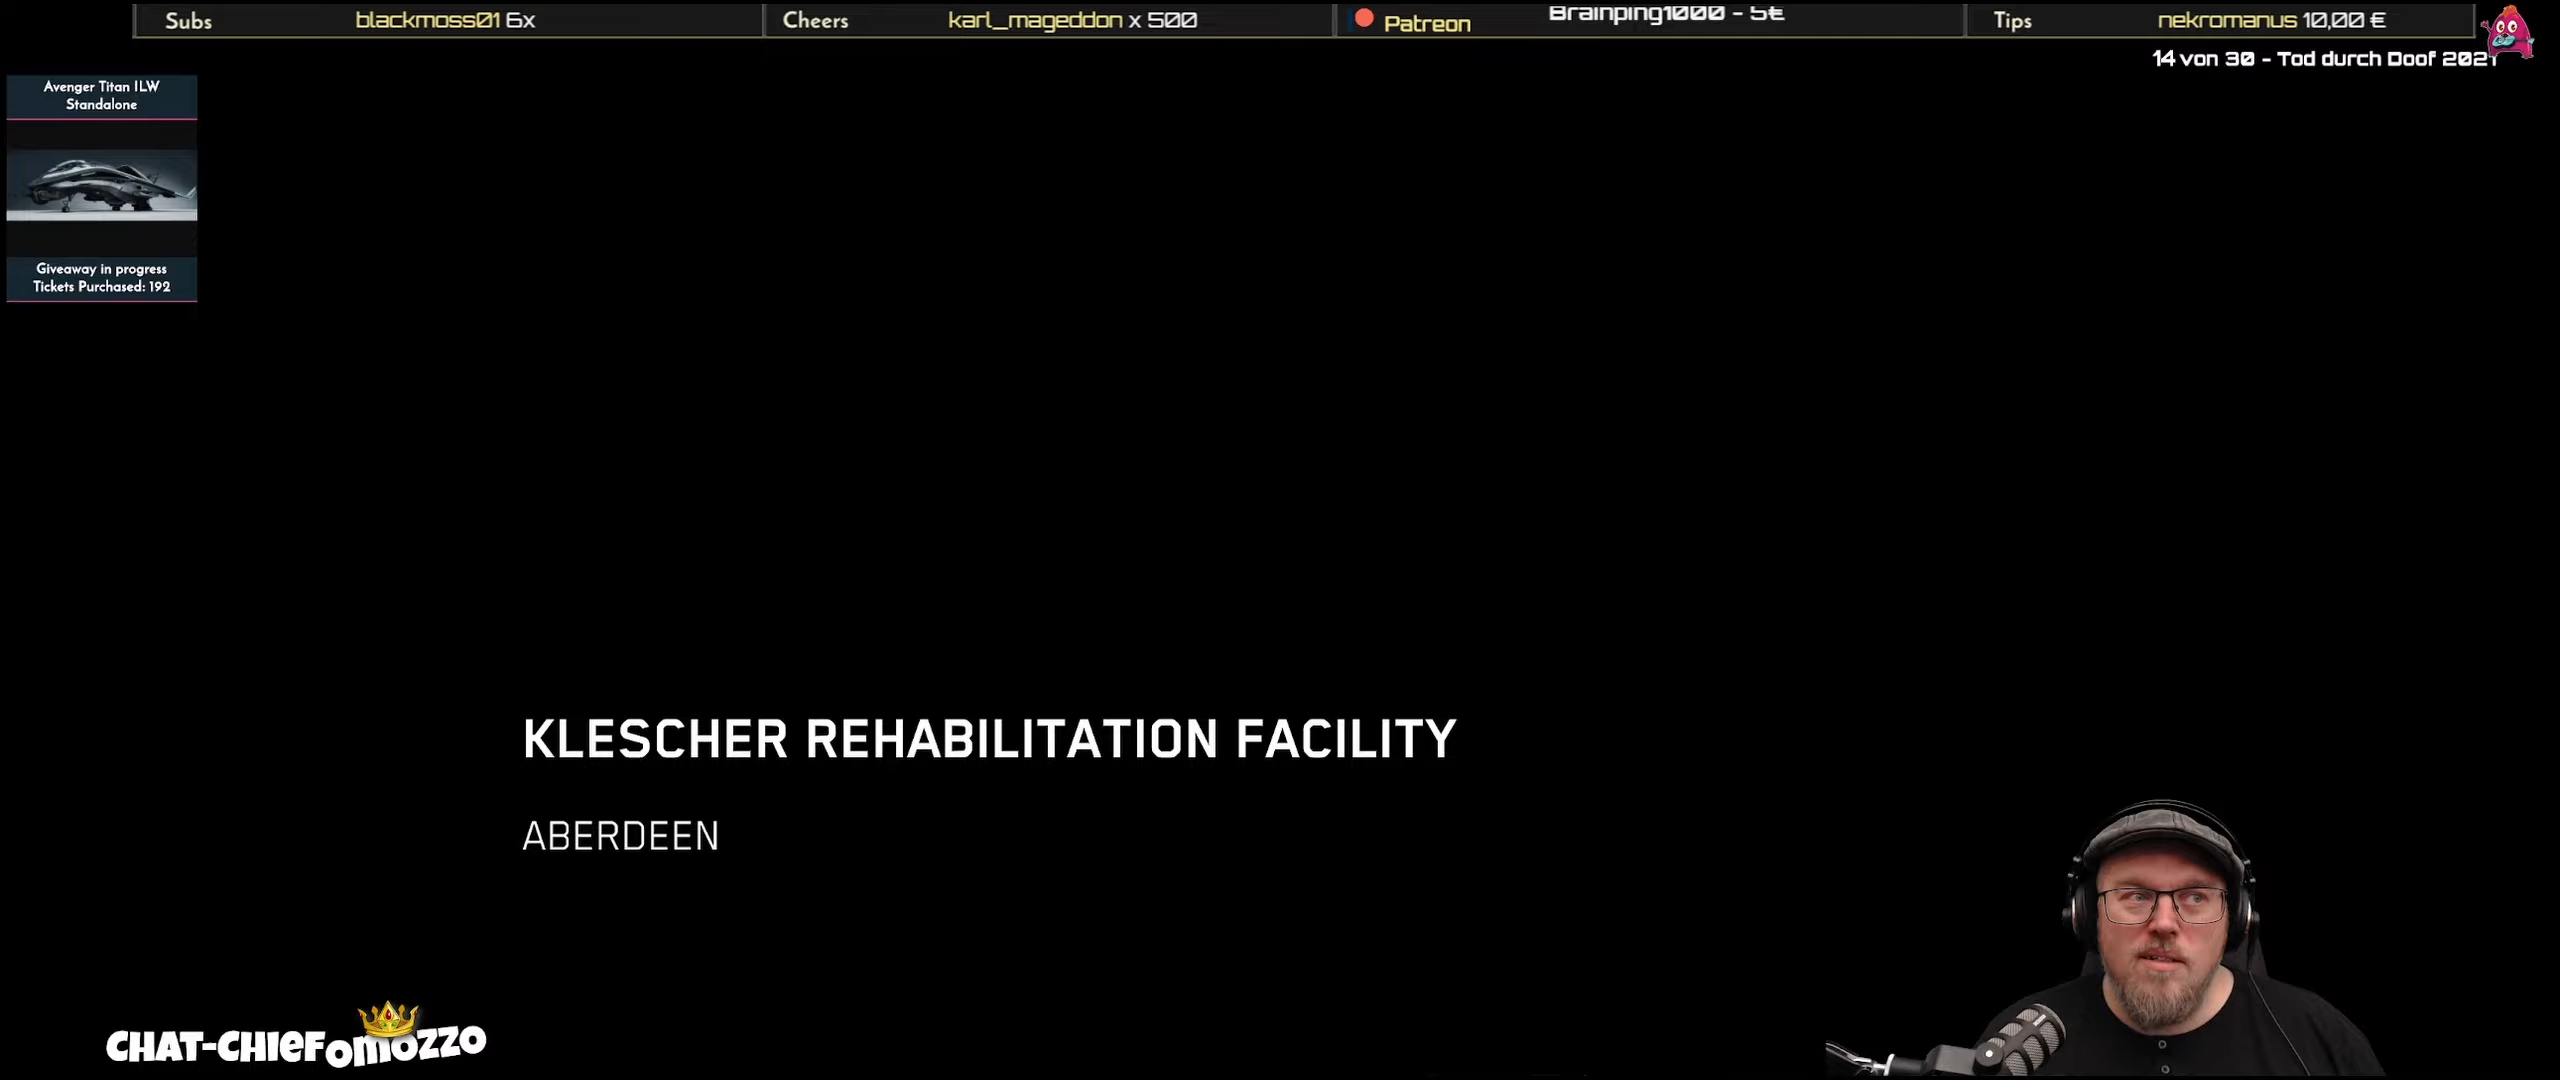 Subs blackmoss01 6x Cheers karl_mageddon x 500 Patreon Brainping1000 - 5€ Tips nekromanus 10,00 €
14 von 30 - Tod durch Doof 2021
Avenger Titan ILW
Standalone
Giveaway in progress
Tickets Purchased: 192
KLESCHER REHABILITATION FACILITY
ABERDEEN
CHAT-CHIEF omozzo